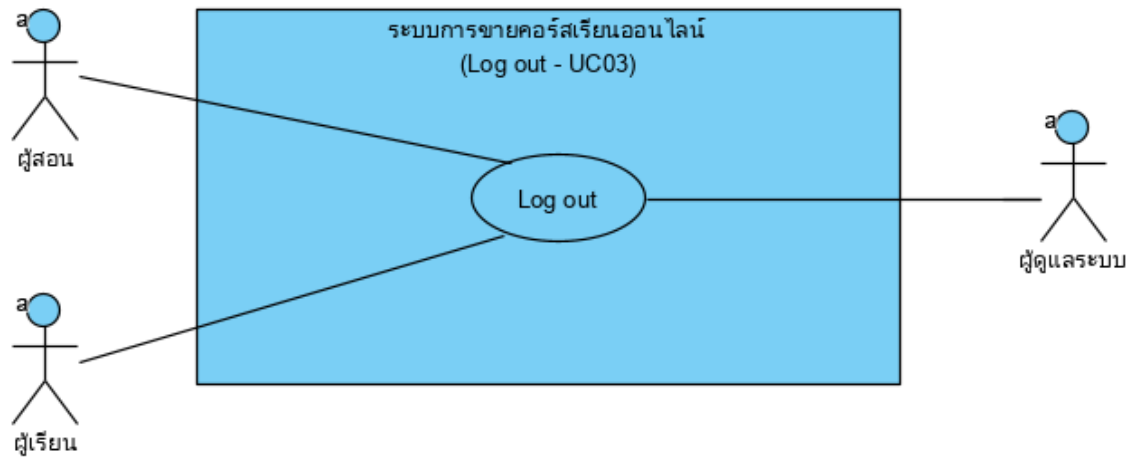 ระบบการขายคอร์สเรียนออนไลน์
(Log out - UC03)
a
ผู้สอน
Log out
a
ผู้ดูแลระบบ
a
ผู้เรียน